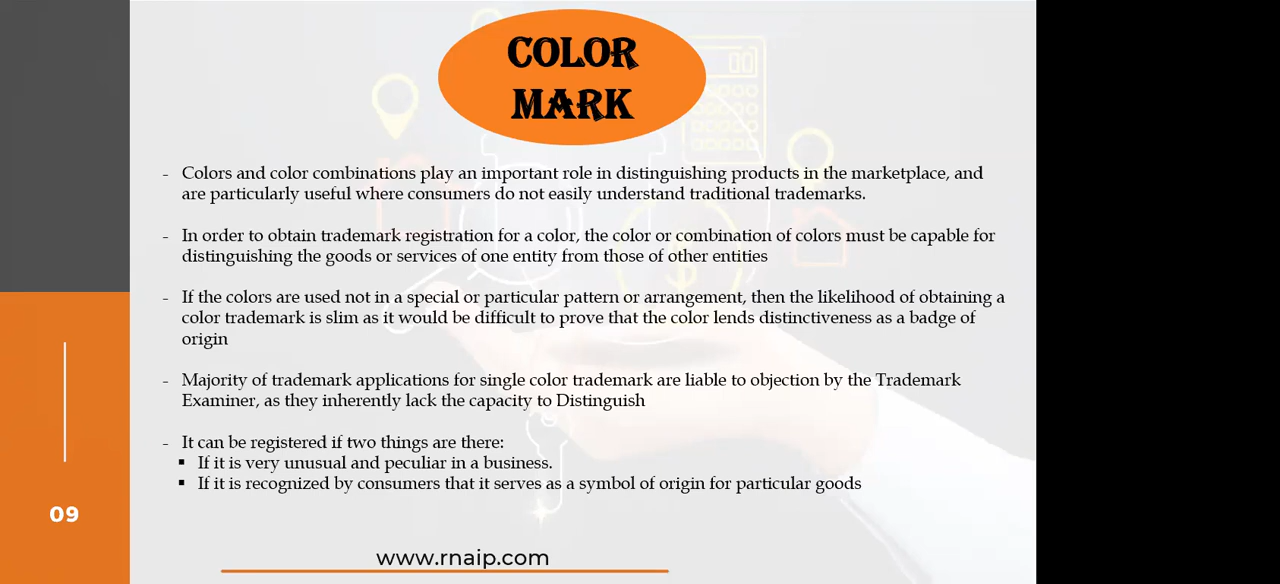 COLOR
MARK
- Colors and color combinations play an important role in distinguishing products in the marketplace, and
are particularly useful where consumers do not easily understand traditional trademarks.
- In order to obtain trademark registration for a color, the color or combination of colors must be capable for
distinguishing the goods or services of one entity from those of other entities
- If the colors are used not in a special or particular pattern or arrangement, then the likelihood of obtaining a
color trademark is slim as it would be difficult to prove that the color lends distinctiveness as a badge of
origin
- Majority of trademark applications for single color trademark are liable to objection by the Trademark
Examiner, as they inherently lack the capacity to Distinguish
- It can be registered if two things are there:
▪ If it is very unusual and peculiar in a business.
▪ If it is recognized by consumers that it serves as a symbol of origin for particular goods
09
www.rnaip.com